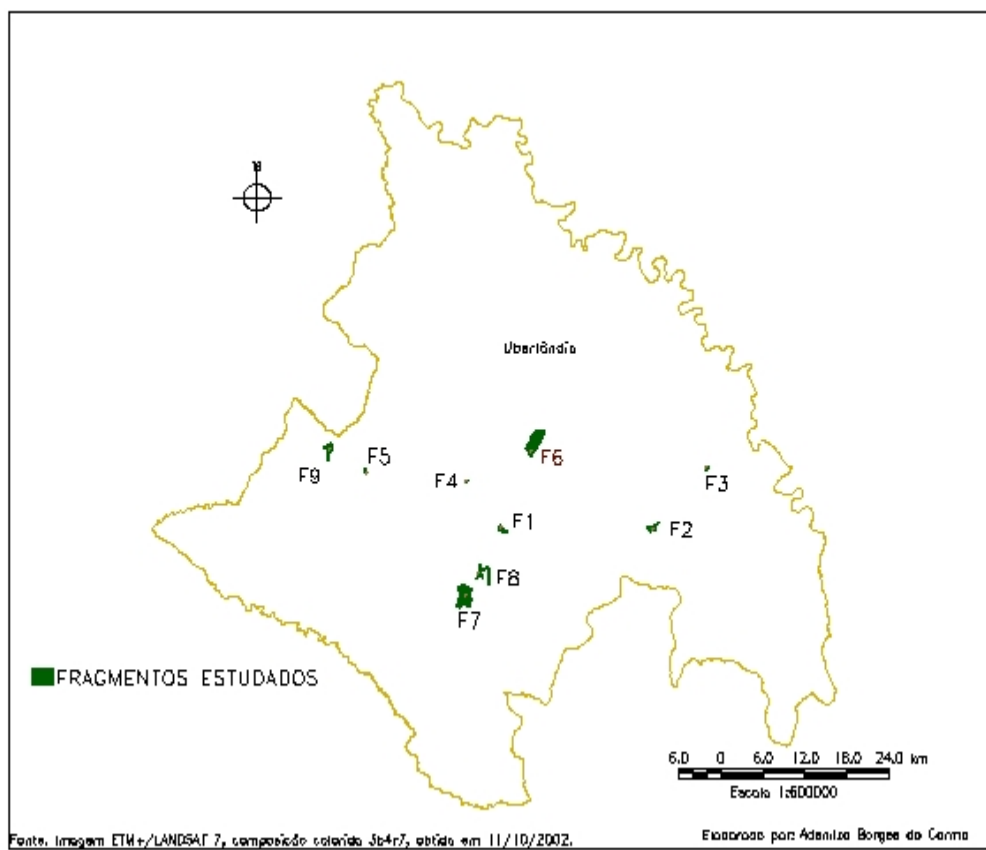 N
Uberlândia
F6
F5
F9
F4
F3
F1
F2
F8
F7
FRAGMENTOS ESTUDADOS
6.0 0 6.0 12.0 18.0 24.0 km
Escala 1:600000
Fonte. Imagem ETM+/LANDSAT 7, composição colorida 5b4r7, obtida em 11/10/2002.
Elaborado por: Adenilza Borges do Carmo